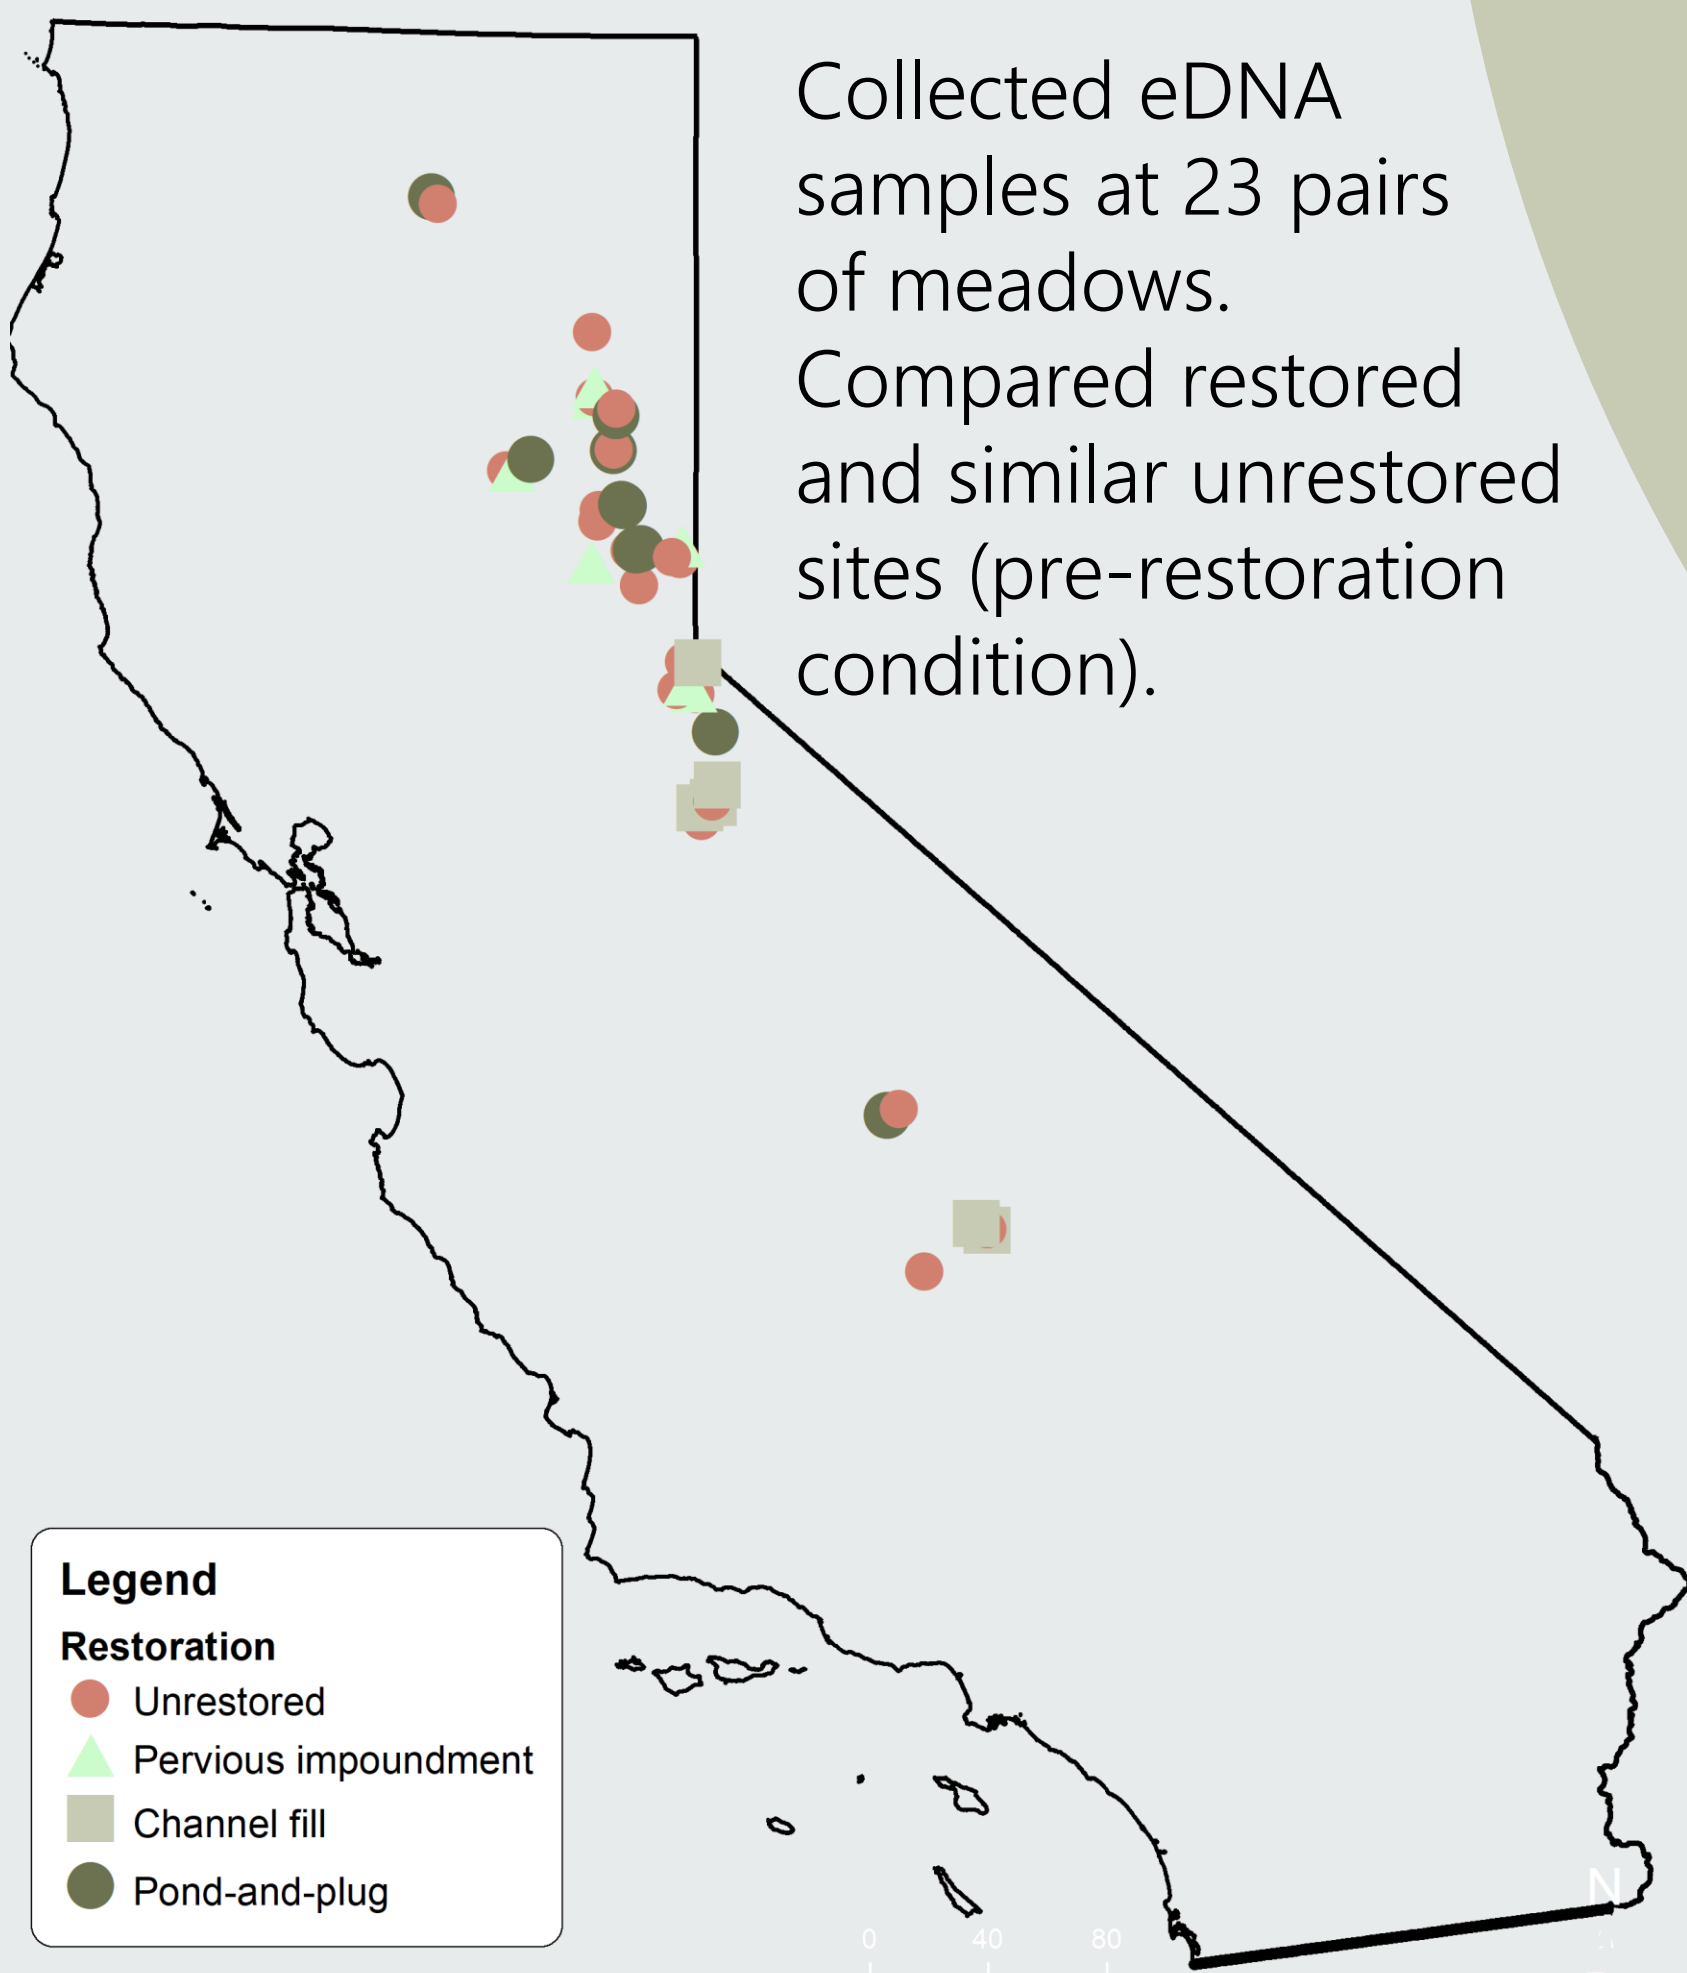 Collected eDNA
samples at 23 pairs
of meadows.
Compared restored
and similar unrestored
sites (pre-restoration
condition).
Legend
Restoration
Unrestored
Pervious impoundment
Channel fill
Pond-and-plug
N
0 40 80